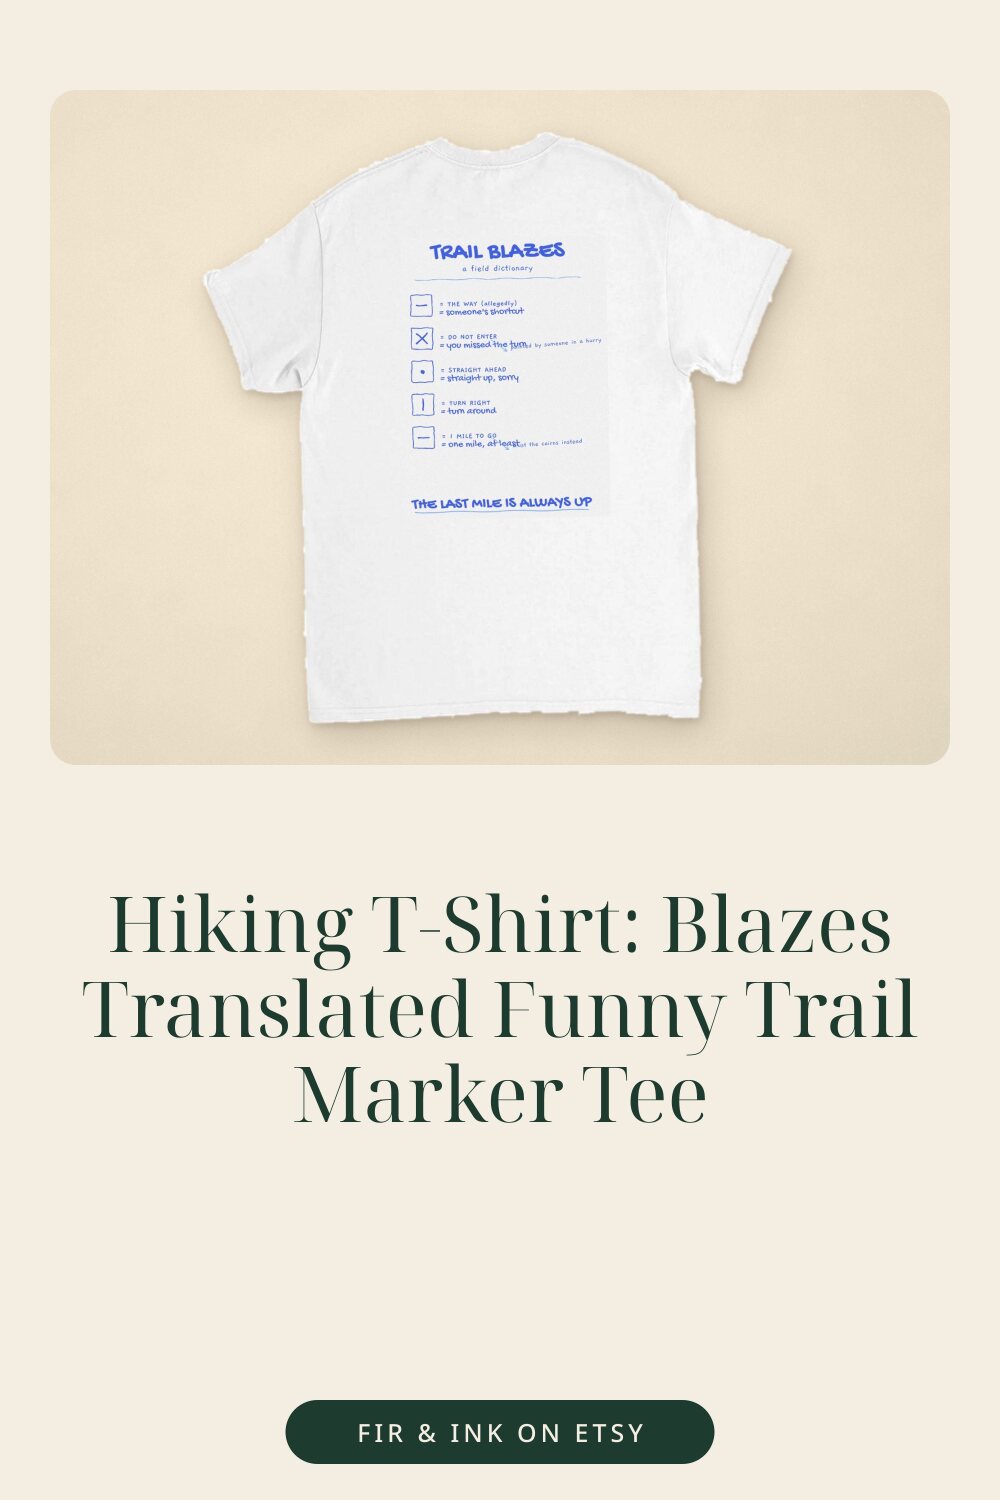 TRAIL BLAZES
a field dictionary
= THE WAY (allegedly)
= someone's shortcut
= DO NOT ENTER
= you missed the turn
by someone in a hurry
= STRAIGHT AHEAD
= straight up, sorry
= TURN RIGHT
= turn around
= 1 MILE TO GO
= one mile, at least
the cairns instead
THE LAST MILE IS ALWAYS UP
Hiking T-Shirt: Blazes
Translated Funny Trail
Marker Tee
FIR & INK ON ETSY